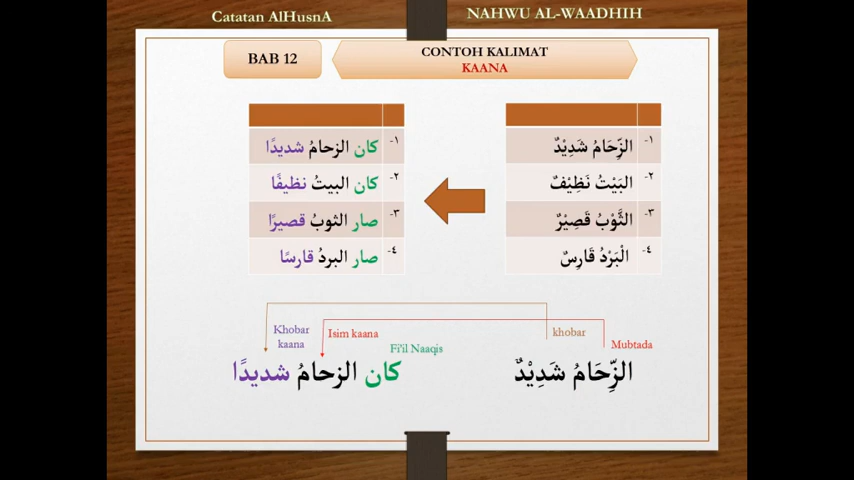 Catatan AlHusnA
NAHWU AL-WAADHIH
BAB 12
CONTOH KALIMAT
KAANA
١- الزِّحَامُ شَدِيْدٌ
٢- البَيْتُ نَظِيْفٌ
٣- الثَّوْبُ قَصِيْرٌ
٤- الْبَرْدُ قَارِسٌ
١- كان الزحامُ شديدًا
٢- كان البيتُ نظيفًا
٣- صار الثوبُ قصيرًا
٤- صار البردُ قارسًا
Mubtada
khobar
الزِّحَامُ شَدِيْدٌ
Fi'il Naaqis
Isim kaana
Khobar
kaana
كان الزحامُ شديدًا